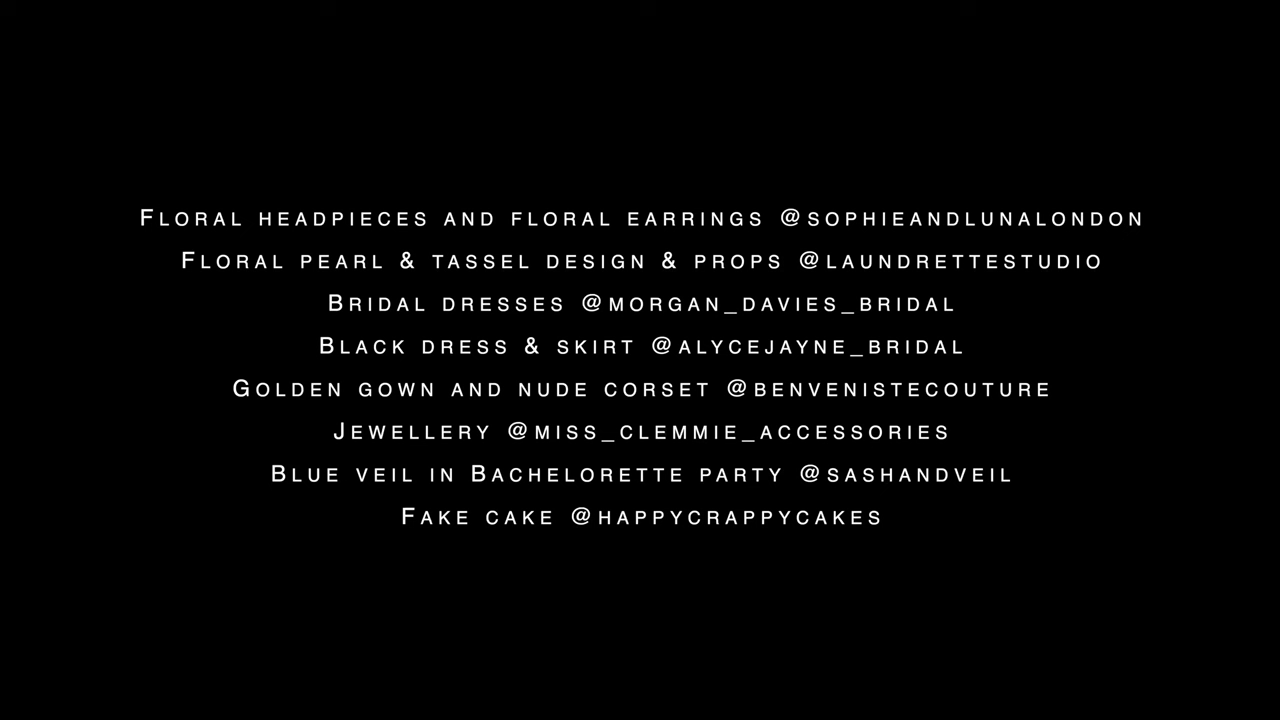 Floral headpieces and floral earrings @sophieandlunalondon
Floral pearl & tassel design & props @laundrettestudio
Bridal dresses @morgan_davies_bridal
Black dress & skirt @alycejayne_bridal
Golden gown and nude corset @benvenistecouture
Jewellery @miss_clemmie_accessories
Blue veil in Bachelorette party @sashandveil
Fake cake @happycrappycakes